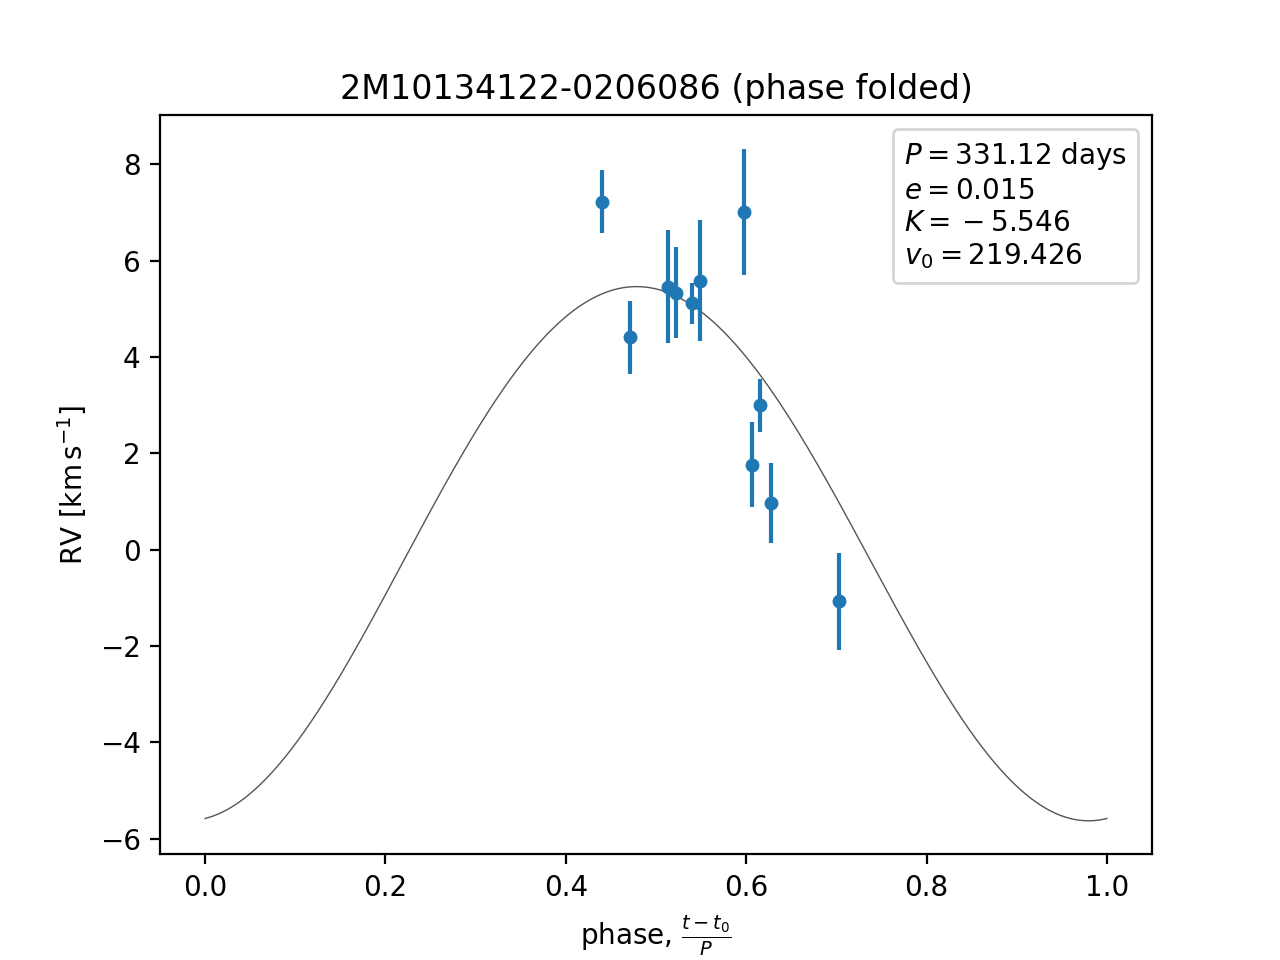 2M10134122-0206086 (phase folded)
P = 331.12 days
e = 0.015
K = −5.546
v₀ = 219.426
8
6
4
2
0
−2
−4
−6
RV [km s⁻¹]
0.0 0.2 0.4 0.6 0.8 1.0
phase, (t − t₀)/P